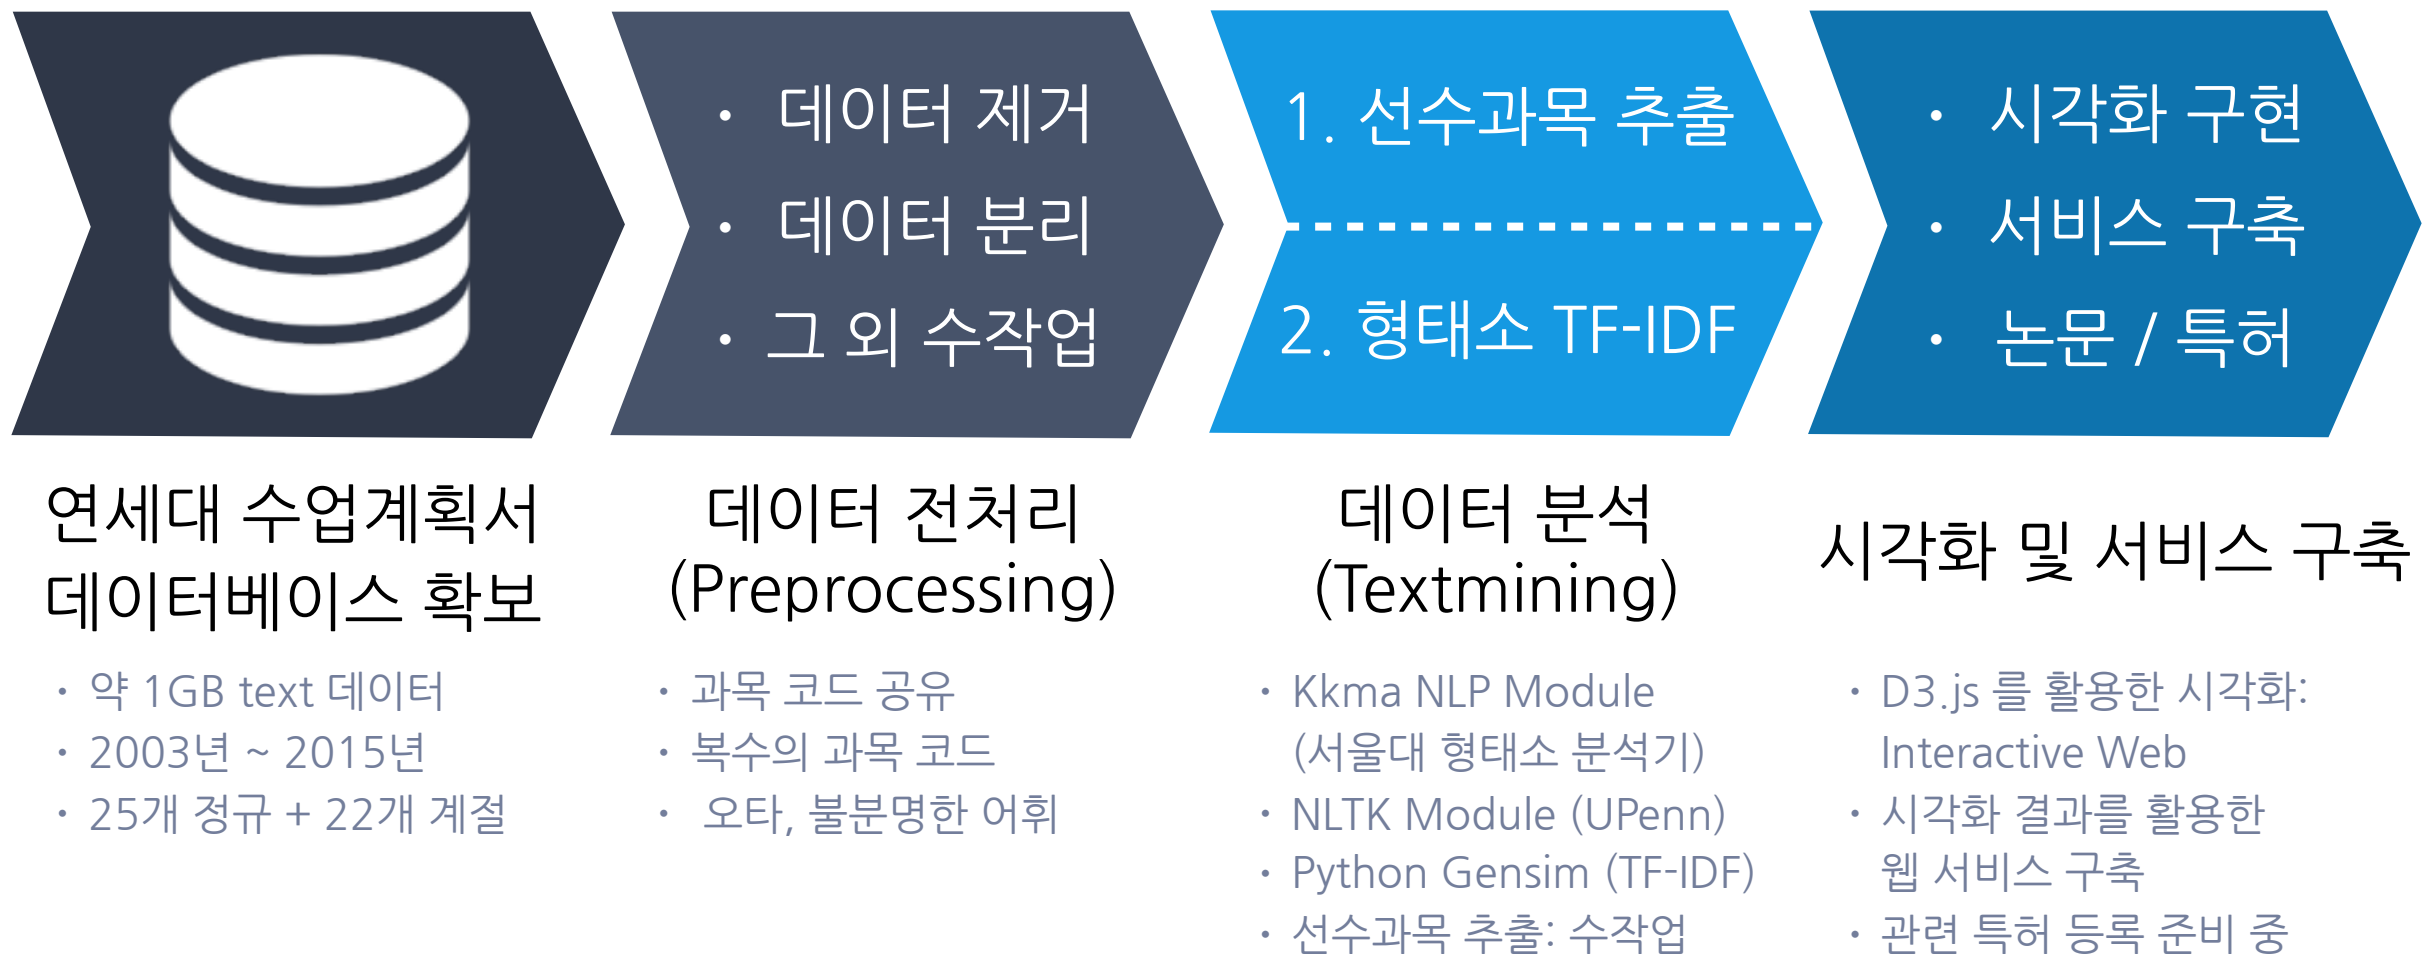 • 데이터 제거
• 데이터 분리
• 그 외 수작업
1. 선수과목 추출
2. 형태소 TF-IDF
• 시각화 구현
• 서비스 구축
• 논문 / 특허
연세대 수업계획서
데이터베이스 확보
• 약 1GB text 데이터
• 2003년 ~ 2015년
• 25개 정규 + 22개 계절
데이터 전처리
(Preprocessing)
• 과목 코드 공유
• 복수의 과목 코드
• 오타, 불분명한 어휘
데이터 분석
(Textmining)
• Kkma NLP Module
(서울대 형태소 분석기)
• NLTK Module (UPenn)
• Python Gensim (TF-IDF)
• 선수과목 추출: 수작업
시각화 및 서비스 구축
• D3.js 를 활용한 시각화:
Interactive Web
• 시각화 결과를 활용한
웹 서비스 구축
• 관련 특허 등록 준비 중